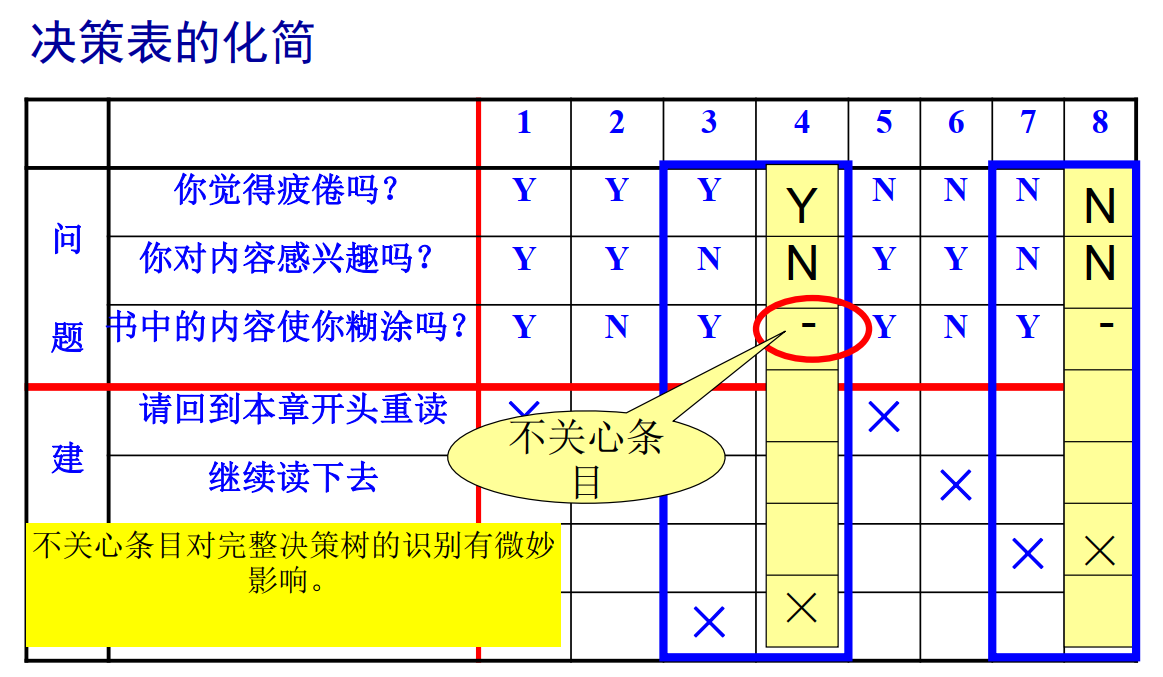 决策表的化简
1 2 3 4 5 6 7 8
问题
你觉得疲倦吗? Y Y Y Y N N N N
你对内容感兴趣吗? Y Y N N Y Y N N
书中的内容使你糊涂吗? Y N Y - Y N Y -
建
请回到本章开头重读 × ×
继续读下去 ×
不关心条
目
不关心条目对完整决策树的识别有微妙
影响。
× ×
× ×